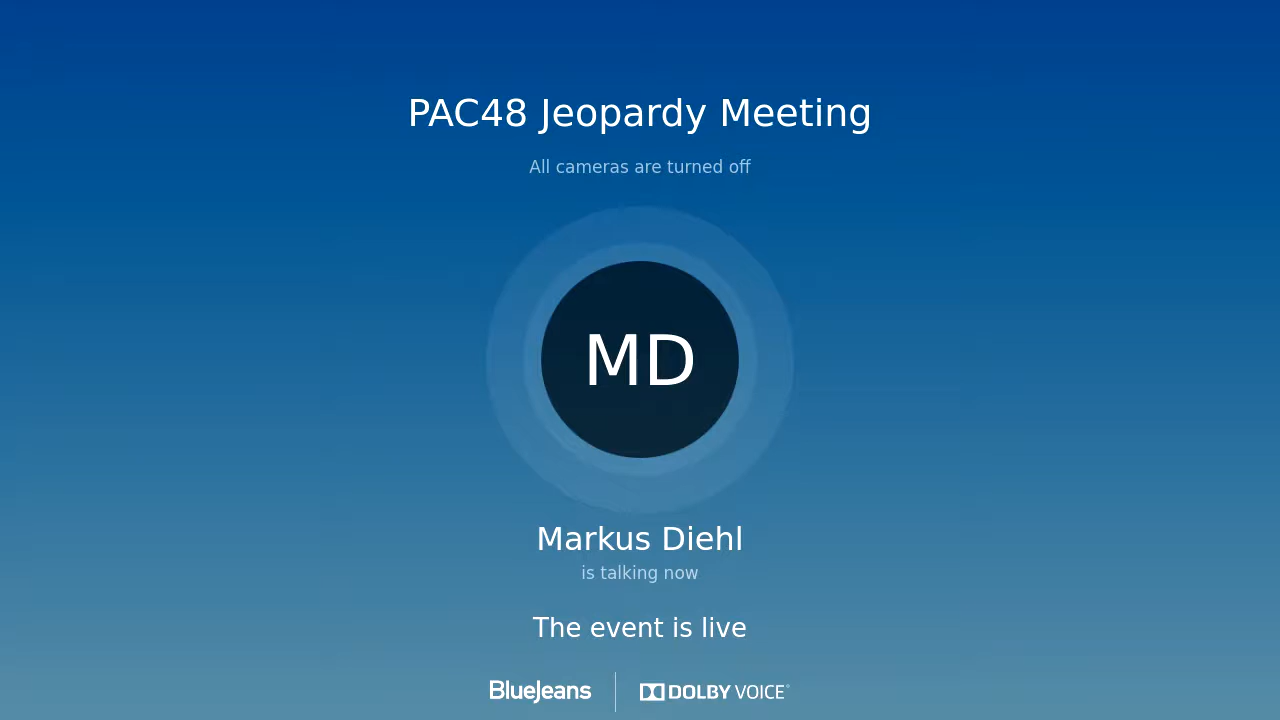 PAC48 Jeopardy Meeting
All cameras are turned off
MD
Markus Diehl
is talking now
The event is live
BlueJeans
DOLBY VOICE®